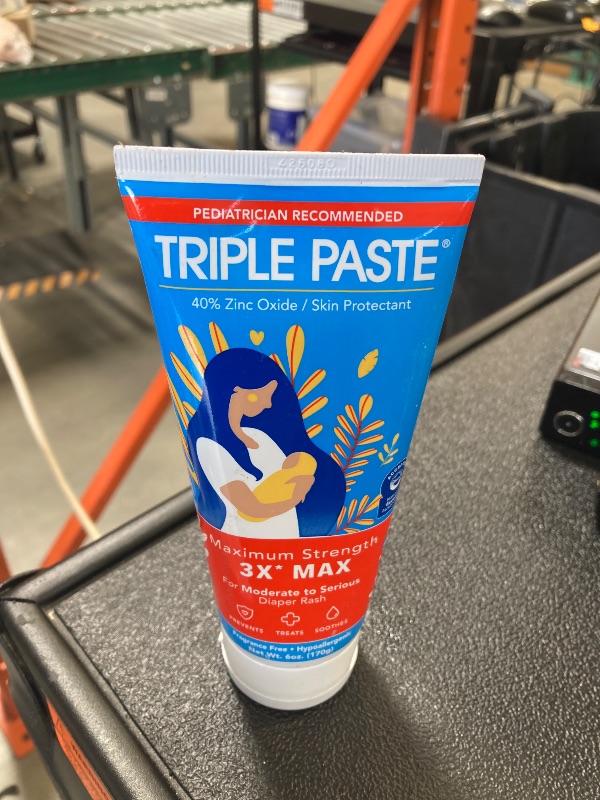 PEDIATRICIAN RECOMMENDED
TRIPLE PASTE®
40% Zinc Oxide / Skin Protectant
Maximum Strength
3X* MAX
For Moderate to Serious
Diaper Rash
PREVENTS TREATS SOOTHES
Fragrance Free • Hypoallergenic
Net Wt. 6oz. (170g)